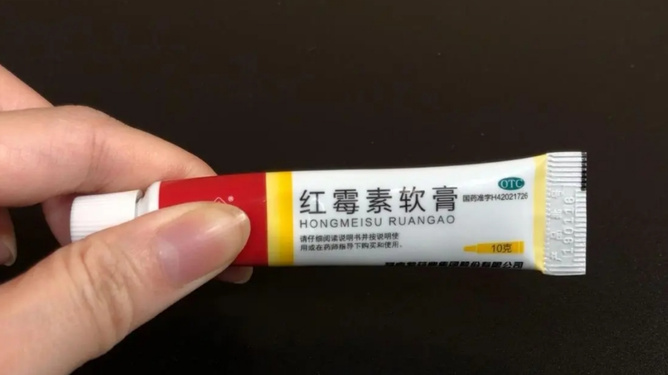 OTC
国药准字H42021726
红霉素软膏
HONGMEISU RUANGAO
请仔细阅读说明书并按说明使
用或在药师指导下购买和使用。
10克